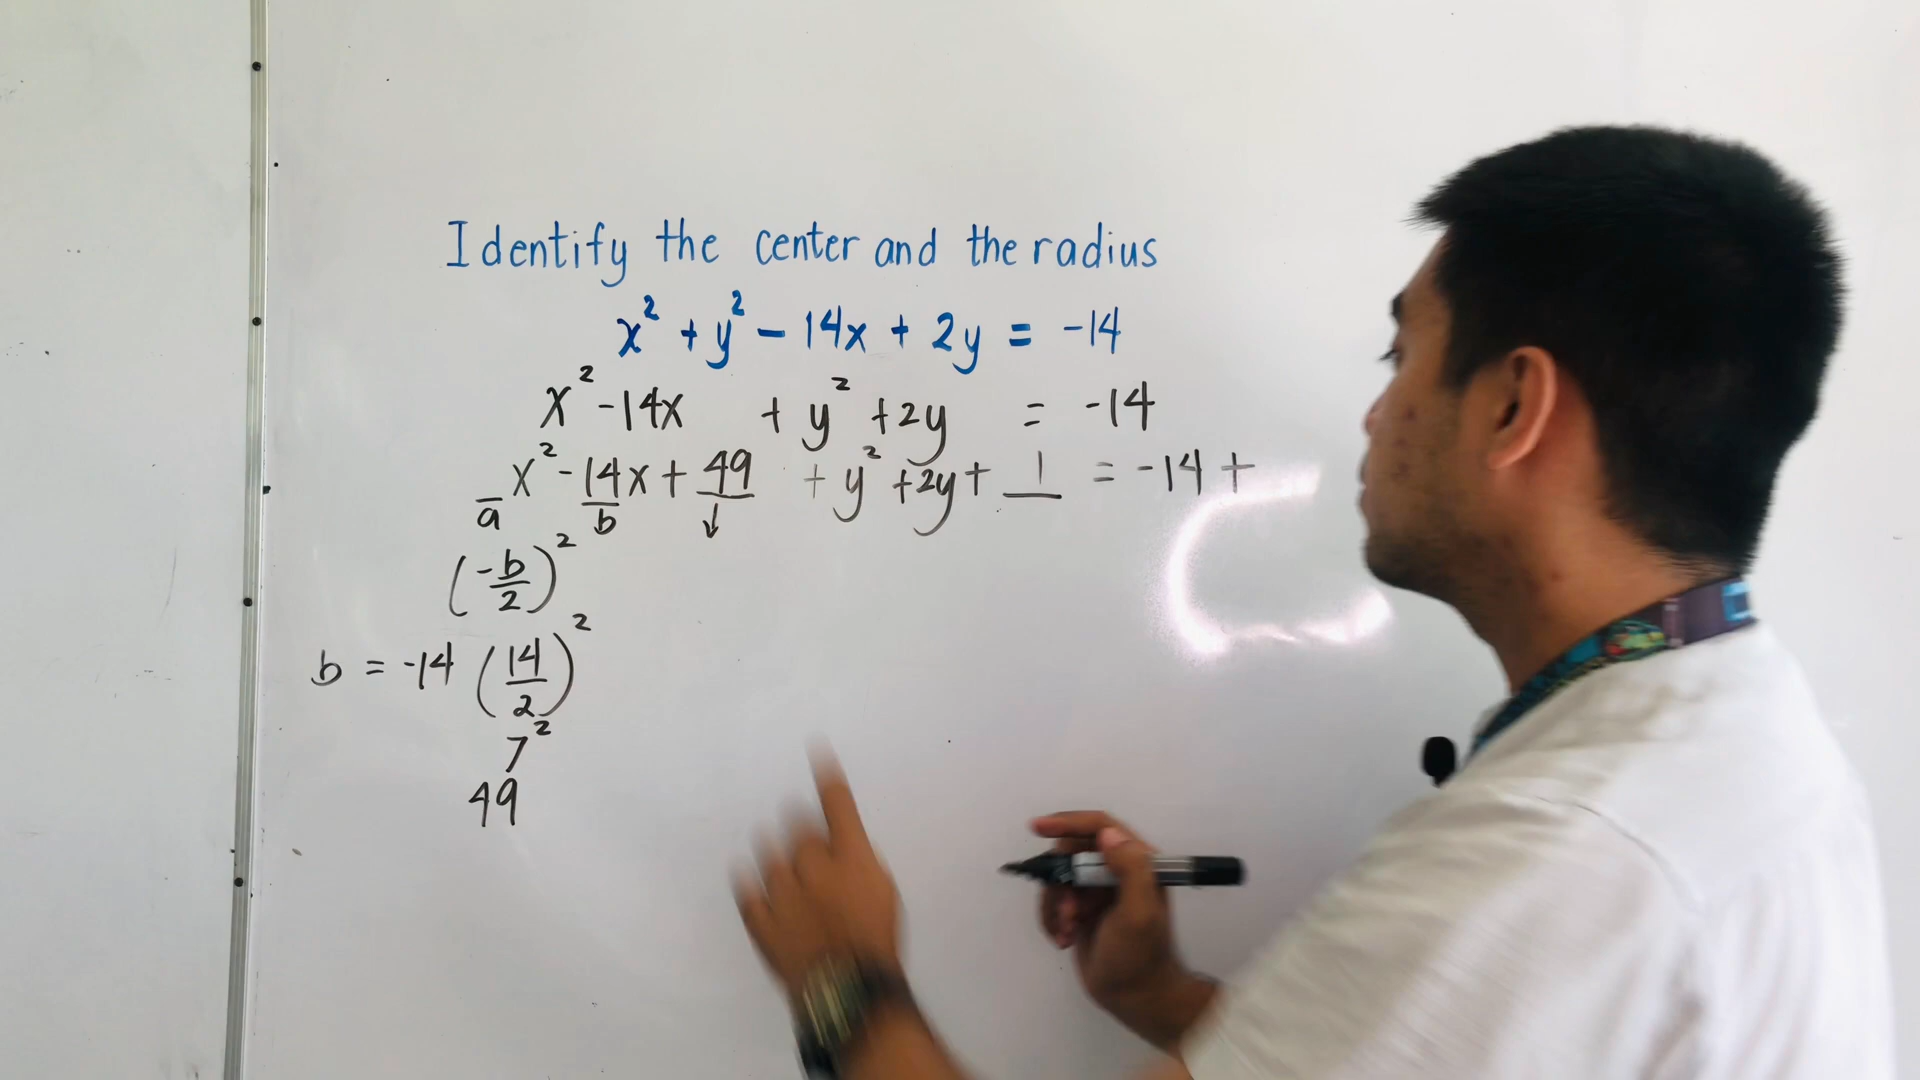 Identify the center and the radius
x² + y² - 14x + 2y = -14
x² - 14x + y² + 2y = -14
_x² - 14x + 49 + y² + 2y + 1 = -14 +
a b ↓
(-b/2)²
b = -14 (14/2)²
7²
49